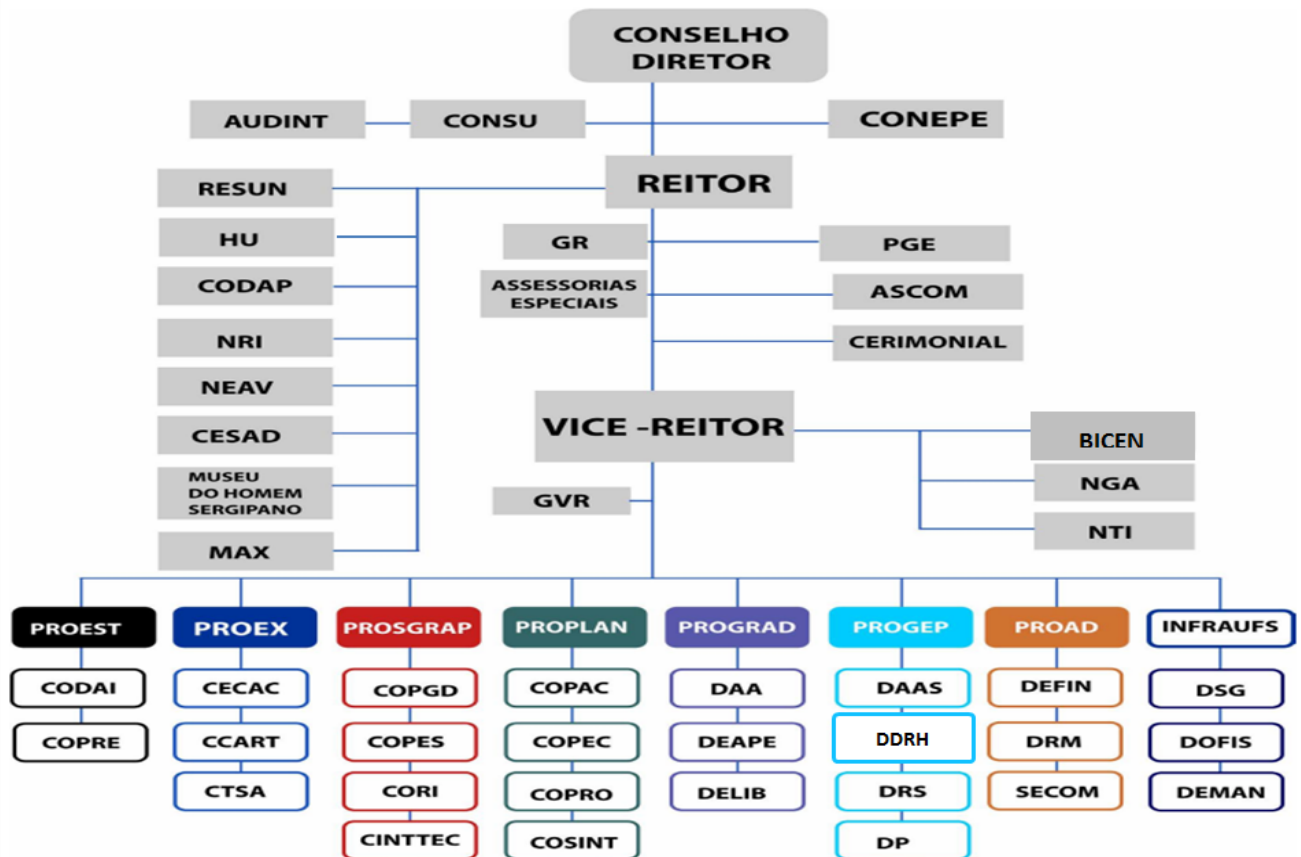 CONSELHO
DIRETOR
AUDINT
CONSU
CONEPE
REITOR
RESUN
HU
CODAP
NRI
NEAV
CESAD
MUSEU
DO HOMEM
SERGIPANO
MAX
GR
PGE
ASSESSORIAS
ESPECIAIS
ASCOM
CERIMONIAL
VICE -REITOR
BICEN
NGA
NTI
GVR
PROEST
PROEX
PROSGRAP
PROPLAN
PROGRAD
PROGEP
PROAD
INFRAUFS
CODAI
CECAC
COPGD
COPAC
DAA
DAAS
DEFIN
DSG
COPRE
CCART
COPES
COPEC
DEAPE
DDRH
DRM
DOFIS
CTSA
CORI
COPRO
DELIB
DRS
SECOM
DEMAN
CINTTEC
COSINT
DP